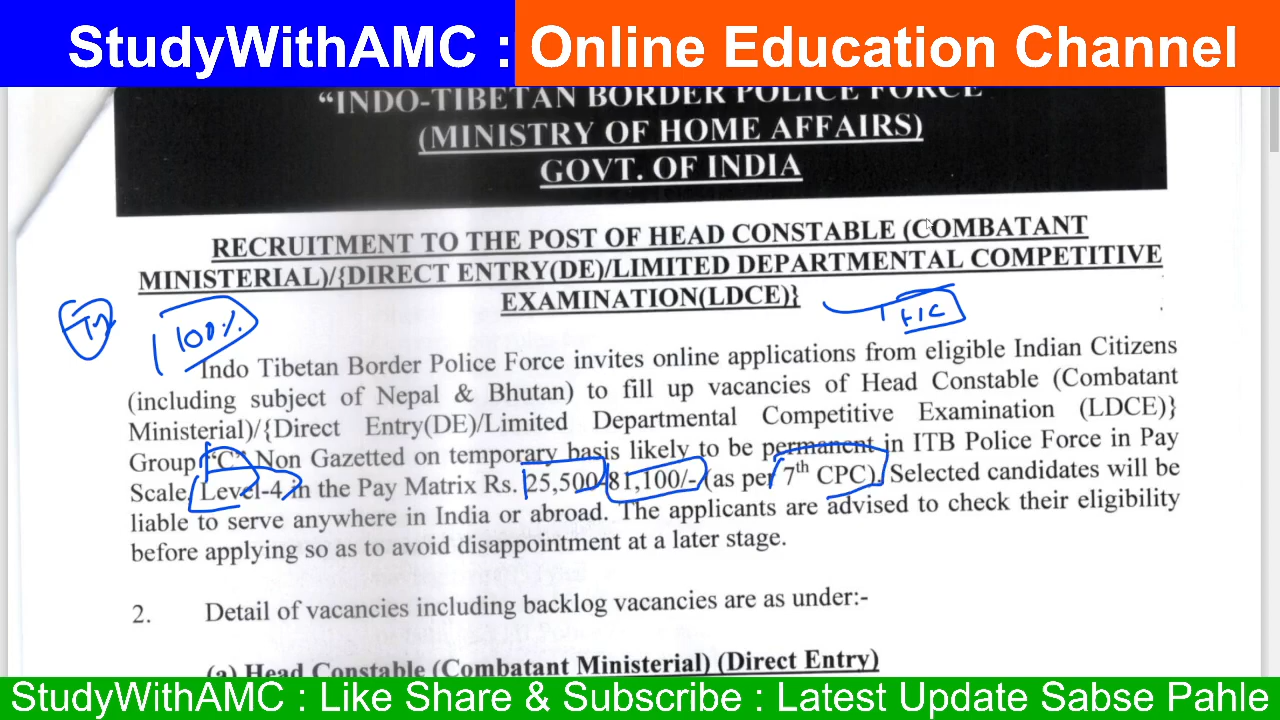 StudyWithAMC : Online Education Channel
“INDO-TIBETAN BORDER POLICE FORCE”
(MINISTRY OF HOME AFFAIRS)
GOVT. OF INDIA
RECRUITMENT TO THE POST OF HEAD CONSTABLE (COMBATANT
MINISTERIAL)/{DIRECT ENTRY(DE)/LIMITED DEPARTMENTAL COMPETITIVE
EXAMINATION(LDCE)}
100%
Indo Tibetan Border Police Force invites online applications from eligible Indian Citizens
(including subject of Nepal & Bhutan) to fill up vacancies of Head Constable (Combatant
Ministerial)/{Direct Entry(DE)/Limited Departmental Competitive Examination (LDCE)}
Group “C” Non Gazetted on temporary basis likely to be permanent in ITB Police Force in Pay
Scale, Level-4 in the Pay Matrix Rs. 25,500-81,100/- (as per 7th CPC). Selected candidates will be
liable to serve anywhere in India or abroad. The applicants are advised to check their eligibility
before applying so as to avoid disappointment at a later stage.
2. Detail of vacancies including backlog vacancies are as under:-
(a) Head Constable (Combatant Ministerial) (Direct Entry)
StudyWithAMC : Like Share & Subscribe : Latest Update Sabse Pahle